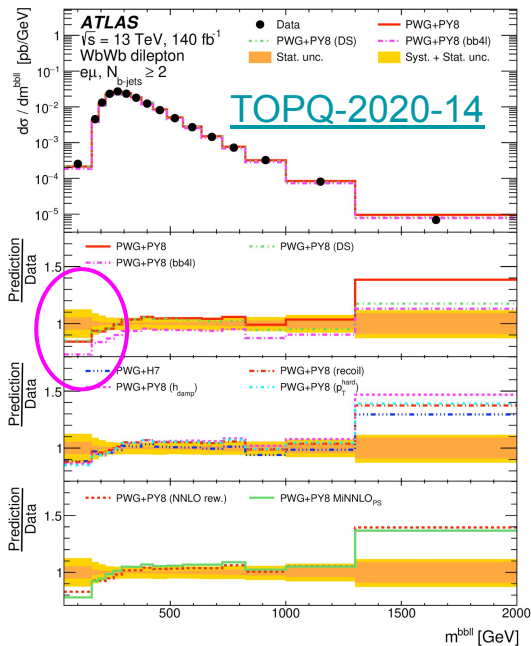 ATLAS
√s = 13 TeV, 140 fb⁻¹
WbWb dilepton
eμ, N_b-jets ≥ 2
Data
PWG+PY8
PWG+PY8 (DS)
PWG+PY8 (bb4l)
Stat. unc.
Syst. + Stat. unc.
TOPQ-2020-14
dσ / dm^bbll [pb/GeV]
1
10⁻¹
10⁻²
10⁻³
10⁻⁴
10⁻⁵
PWG+PY8
PWG+PY8 (DS)
PWG+PY8 (bb4l)
Prediction
Data
1.5
1
PWG+H7
PWG+PY8 (recoil)
PWG+PY8 (h_damp)
PWG+PY8 (p_T^hard)
Prediction
Data
1.5
1
PWG+PY8 (NNLO rew.)
PWG+PY8 MiNNLO_PS
Prediction
Data
1.5
1
500 1000 1500 2000
m^bbll [GeV]